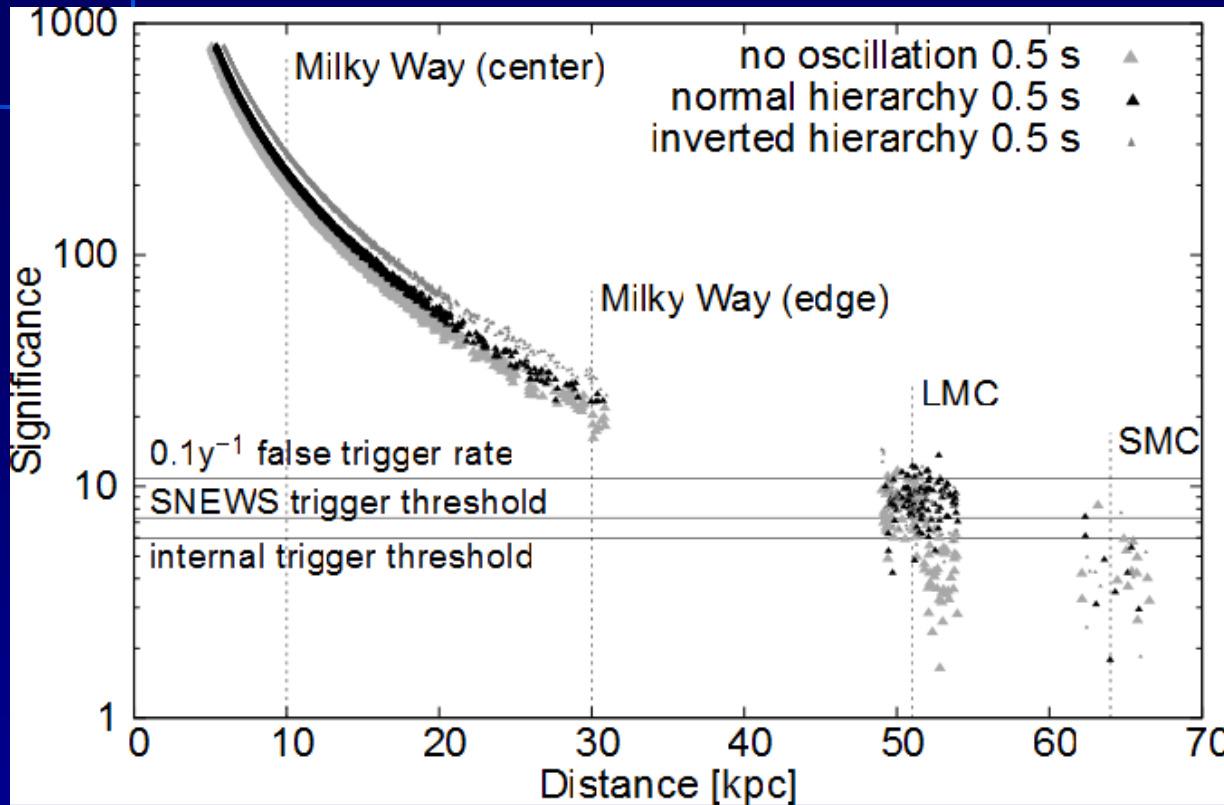 1000
100
10
1
Significance
Milky Way (center)
no oscillation 0.5 s
normal hierarchy 0.5 s
inverted hierarchy 0.5 s
Milky Way (edge)
LMC
SMC
0.1y⁻¹ false trigger rate
SNEWS trigger threshold
internal trigger threshold
0 10 20 30 40 50 60 70
Distance [kpc]